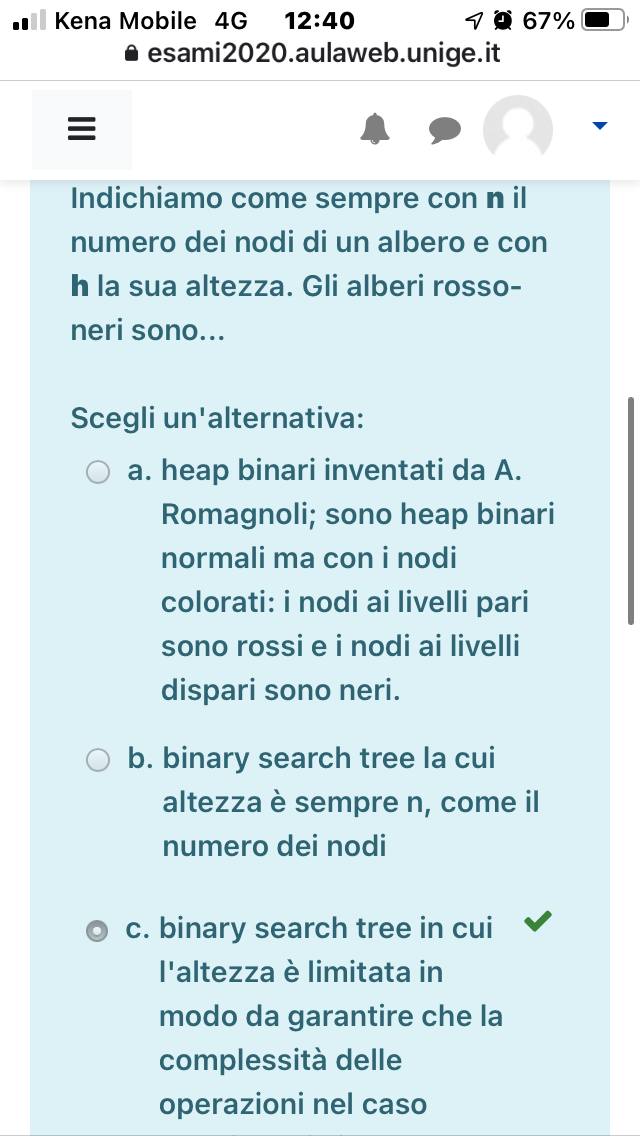 Kena Mobile 4G 12:40 67%
esami2020.aulaweb.unige.it
Indichiamo come sempre con n il
numero dei nodi di un albero e con
h la sua altezza. Gli alberi rosso-
neri sono...
Scegli un'alternativa:
a. heap binari inventati da A.
Romagnoli; sono heap binari
normali ma con i nodi
colorati: i nodi ai livelli pari
sono rossi e i nodi ai livelli
dispari sono neri.
b. binary search tree la cui
altezza è sempre n, come il
numero dei nodi
c. binary search tree in cui
l'altezza è limitata in
modo da garantire che la
complessità delle
operazioni nel caso